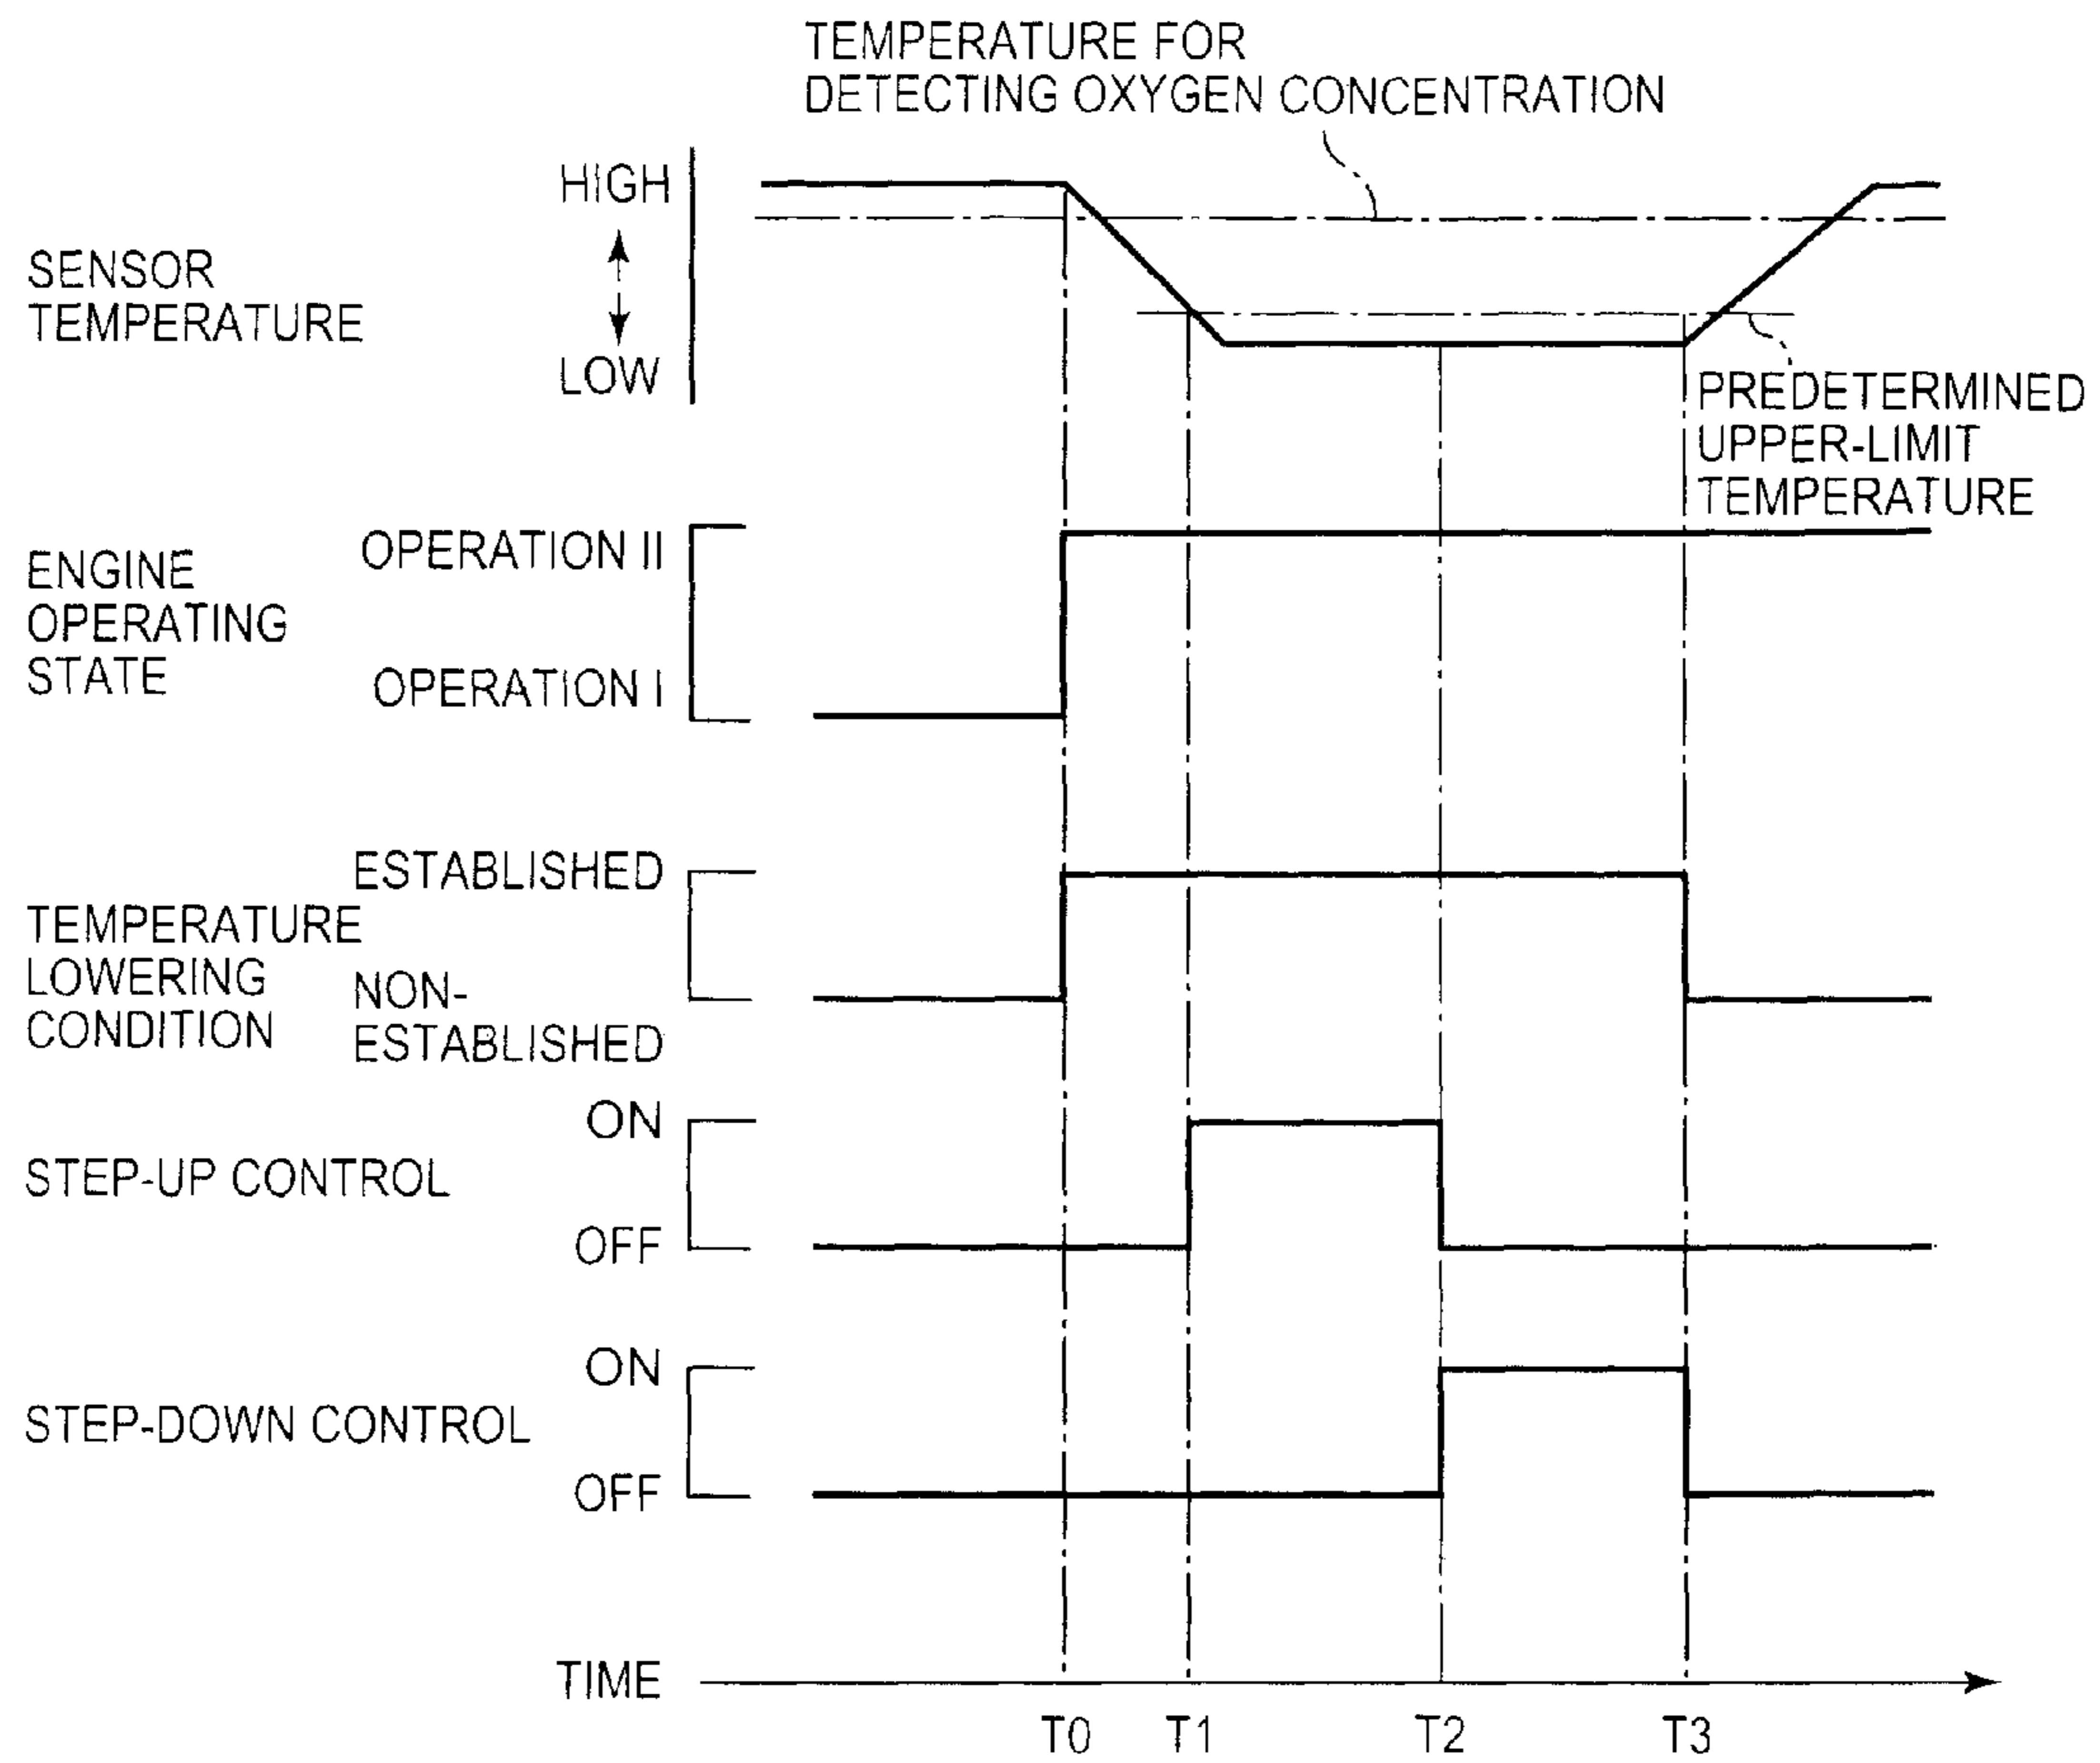 TEMPERATURE FOR
DETECTING OXYGEN CONCENTRATION
HIGH
SENSOR
TEMPERATURE
LOW
PREDETERMINED
UPPER-LIMIT
TEMPERATURE
OPERATION II
ENGINE
OPERATING
STATE
OPERATION I
ESTABLISHED
TEMPERATURE
LOWERING
CONDITION
NON-
ESTABLISHED
ON
STEP-UP CONTROL
OFF
ON
STEP-DOWN CONTROL
OFF
TIME
T0 T1 T2 T3